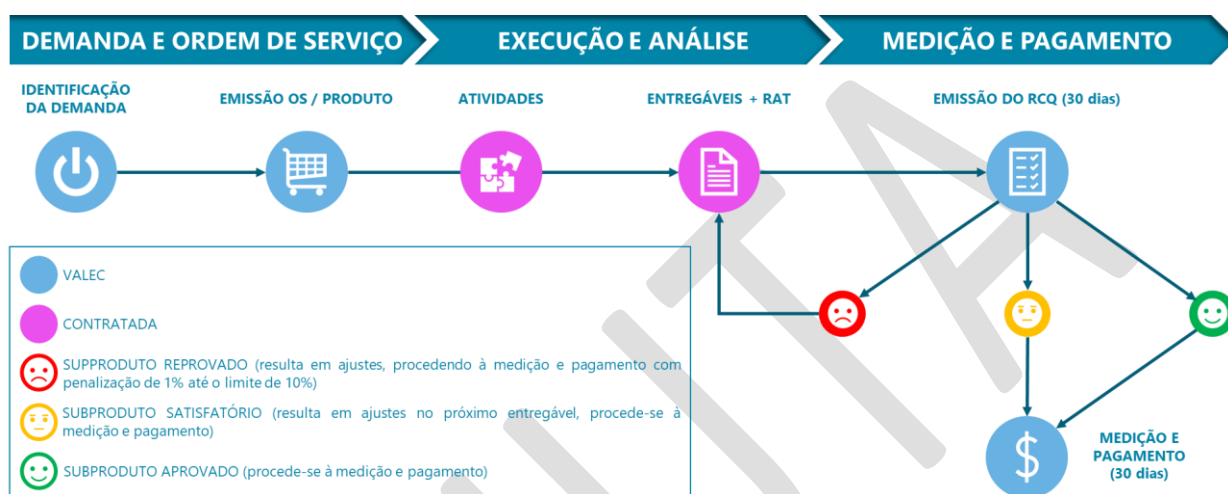 DEMANDA E ORDEM DE SERVIÇO
EXECUÇÃO E ANÁLISE
MEDIÇÃO E PAGAMENTO
IDENTIFICAÇÃO
DA DEMANDA
EMISSÃO OS / PRODUTO
ATIVIDADES
ENTREGÁVEIS + RAT
EMISSÃO DO RCQ (30 dias)
VALEC
CONTRATADA
SUPPRODUTO REPROVADO (resulta em ajustes, procedendo à medição e pagamento com
penalização de 1% até o limite de 10%)
SUBPRODUTO SATISFATÓRIO (resulta em ajustes no próximo entregável, procede-se à
medição e pagamento)
SUBPRODUTO APROVADO (procede-se à medição e pagamento)
$
MEDIÇÃO E
PAGAMENTO
(30 dias)